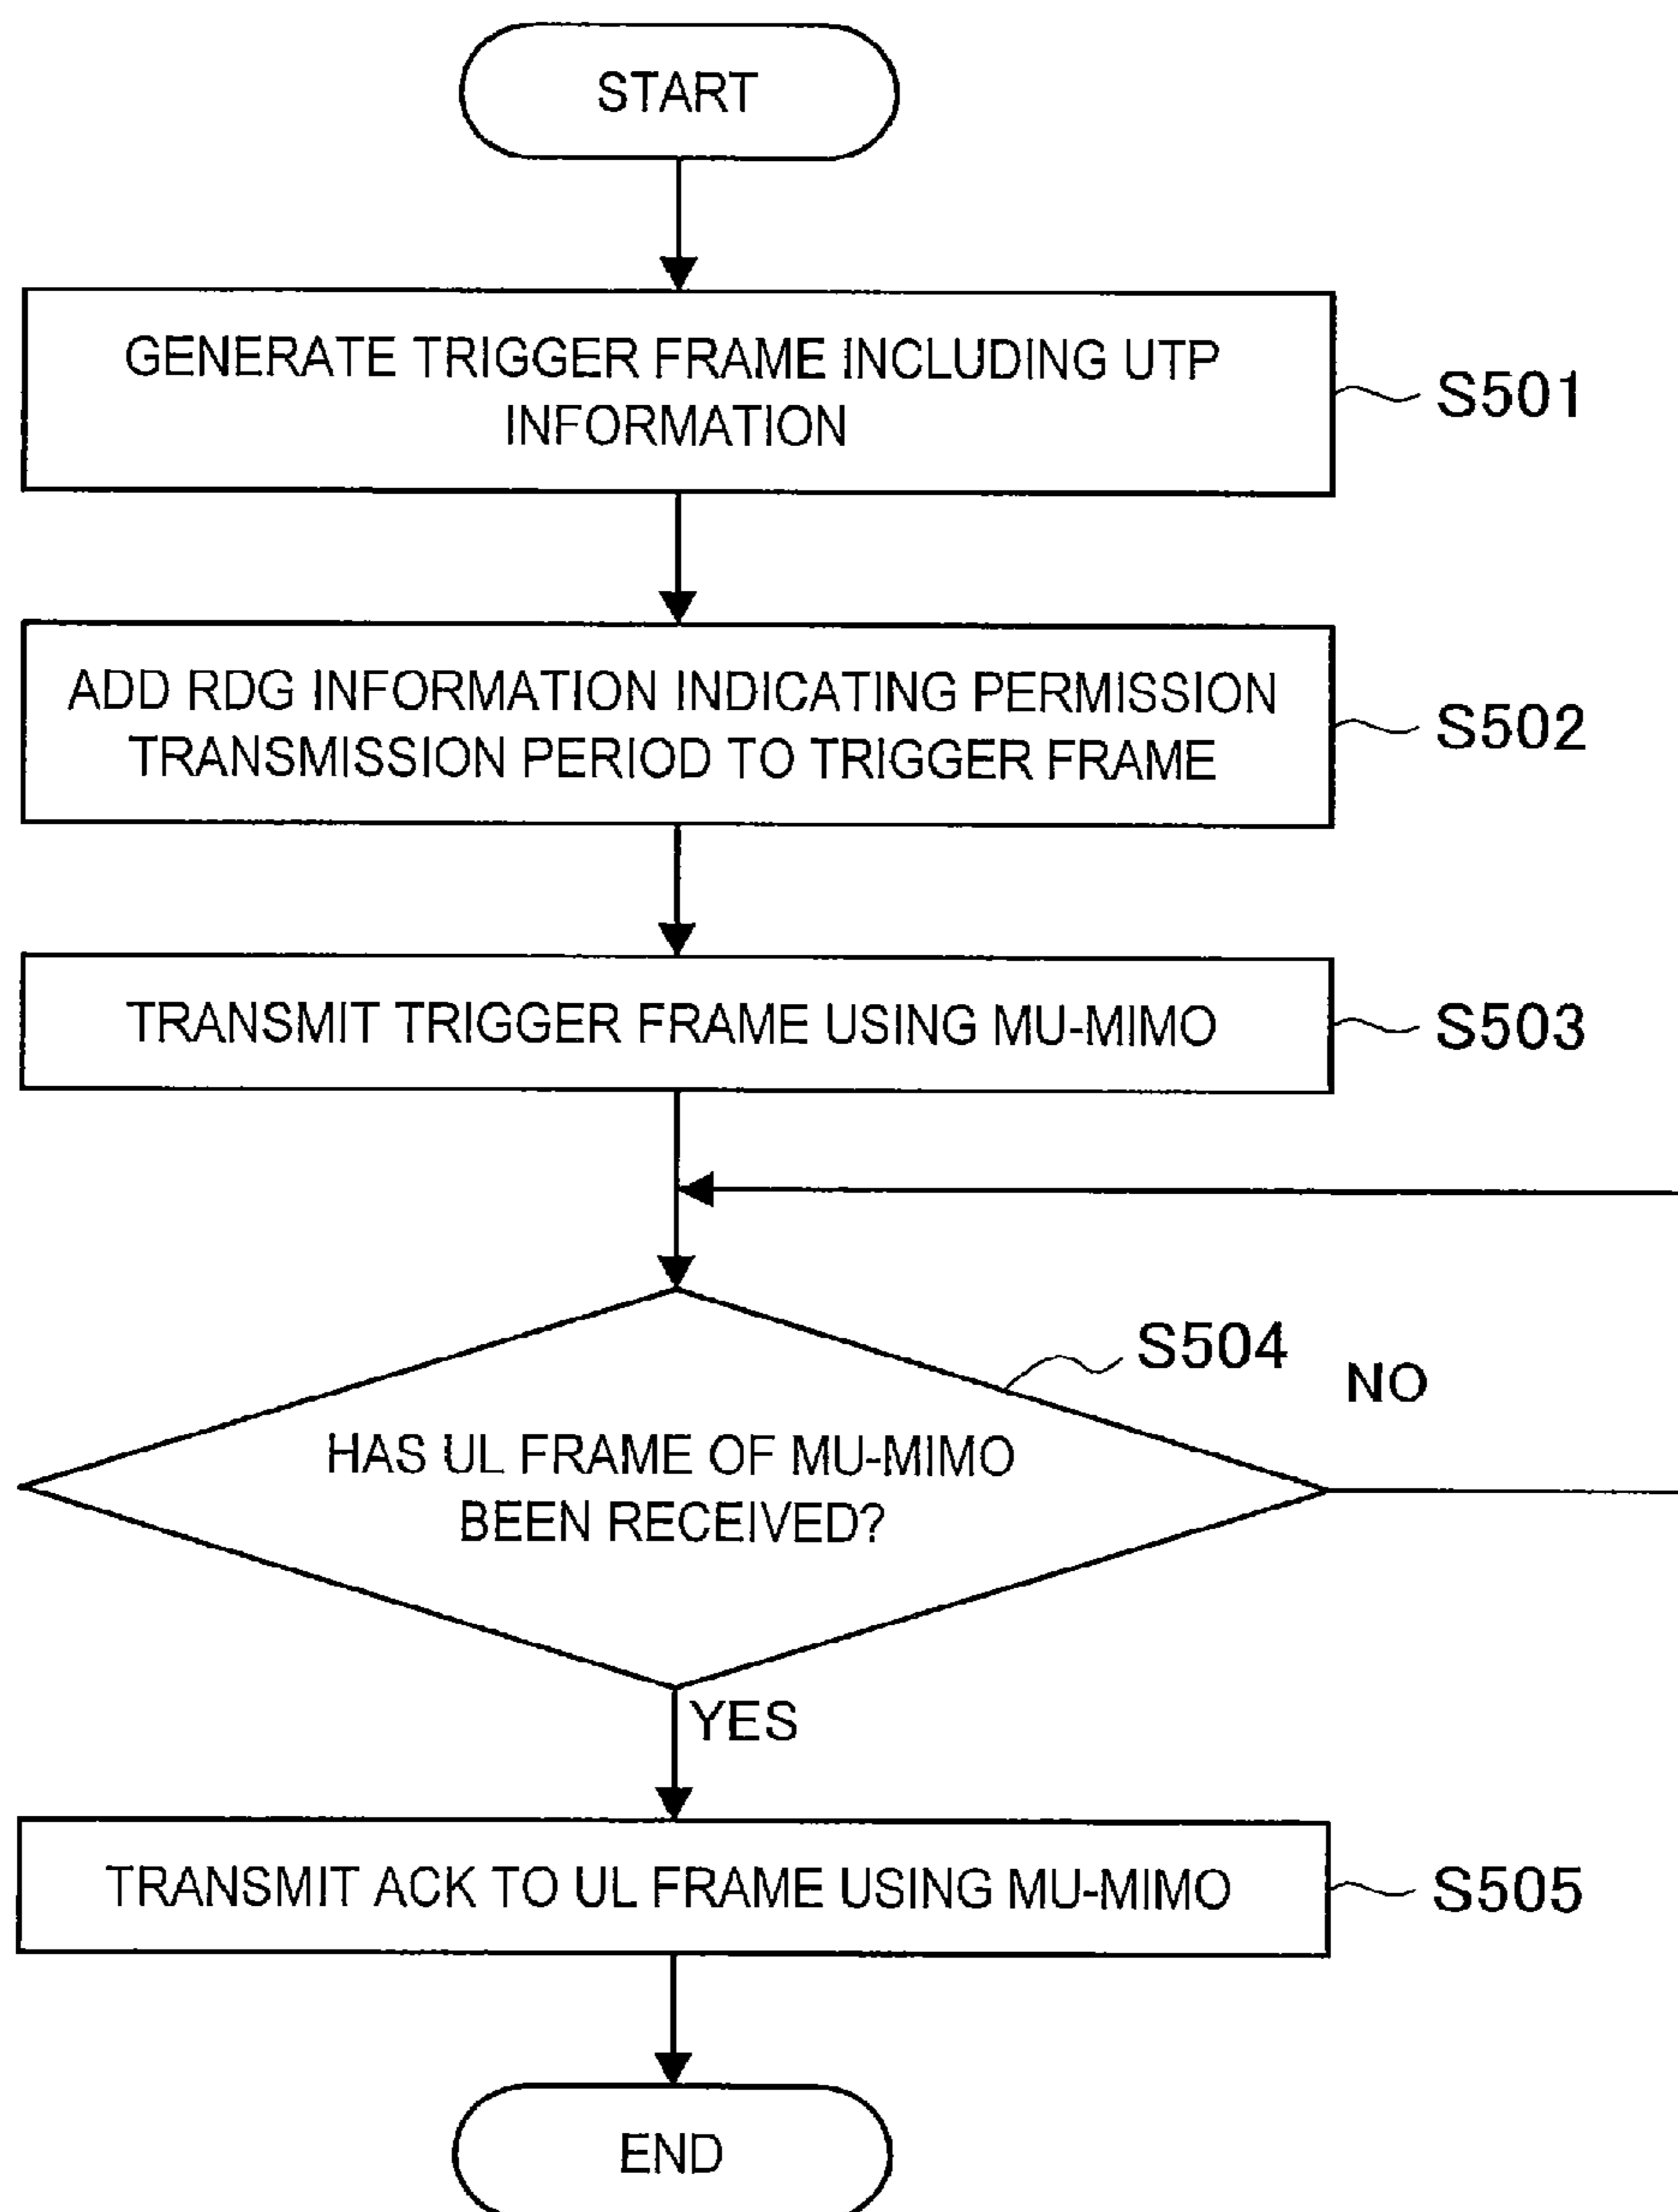 START
GENERATE TRIGGER FRAME INCLUDING UTP
INFORMATION
S501
ADD RDG INFORMATION INDICATING PERMISSION
TRANSMISSION PERIOD TO TRIGGER FRAME
S502
TRANSMIT TRIGGER FRAME USING MU-MIMO
S503
S504
NO
HAS UL FRAME OF MU-MIMO
BEEN RECEIVED?
YES
TRANSMIT ACK TO UL FRAME USING MU-MIMO
S505
END